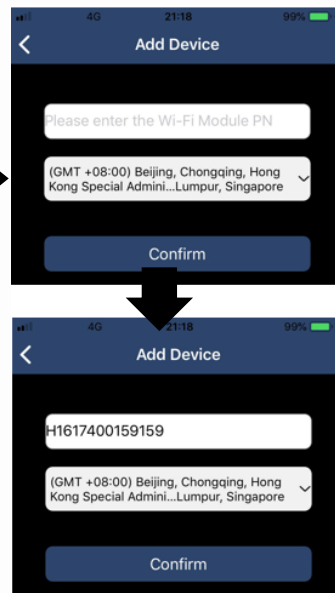 4G 21:18 99%
Add Device
Please enter the Wi-Fi Module PN
(GMT +08:00) Beijing, Chongqing, Hong
Kong Special Admini...Lumpur, Singapore
Confirm
4G 21:18 99%
Add Device
H1617400159159
(GMT +08:00) Beijing, Chongqing, Hong
Kong Special Admini...Lumpur, Singapore
Confirm